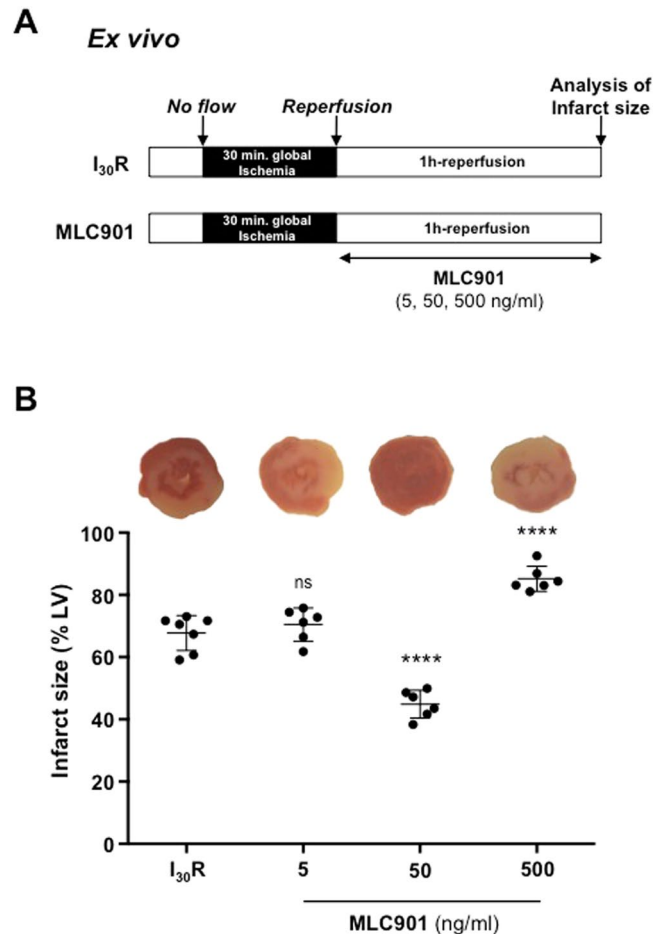 A
Ex vivo
No flow
Reperfusion
Analysis of
Infarct size
I₃₀R
30 min. global
Ischemia
1h-reperfusion
MLC901
30 min. global
Ischemia
1h-reperfusion
MLC901
(5, 50, 500 ng/ml)
B
Infarct size (% LV)
100
80
60
40
20
0
ns
****
****
I₃₀R
5
50
500
MLC901 (ng/ml)